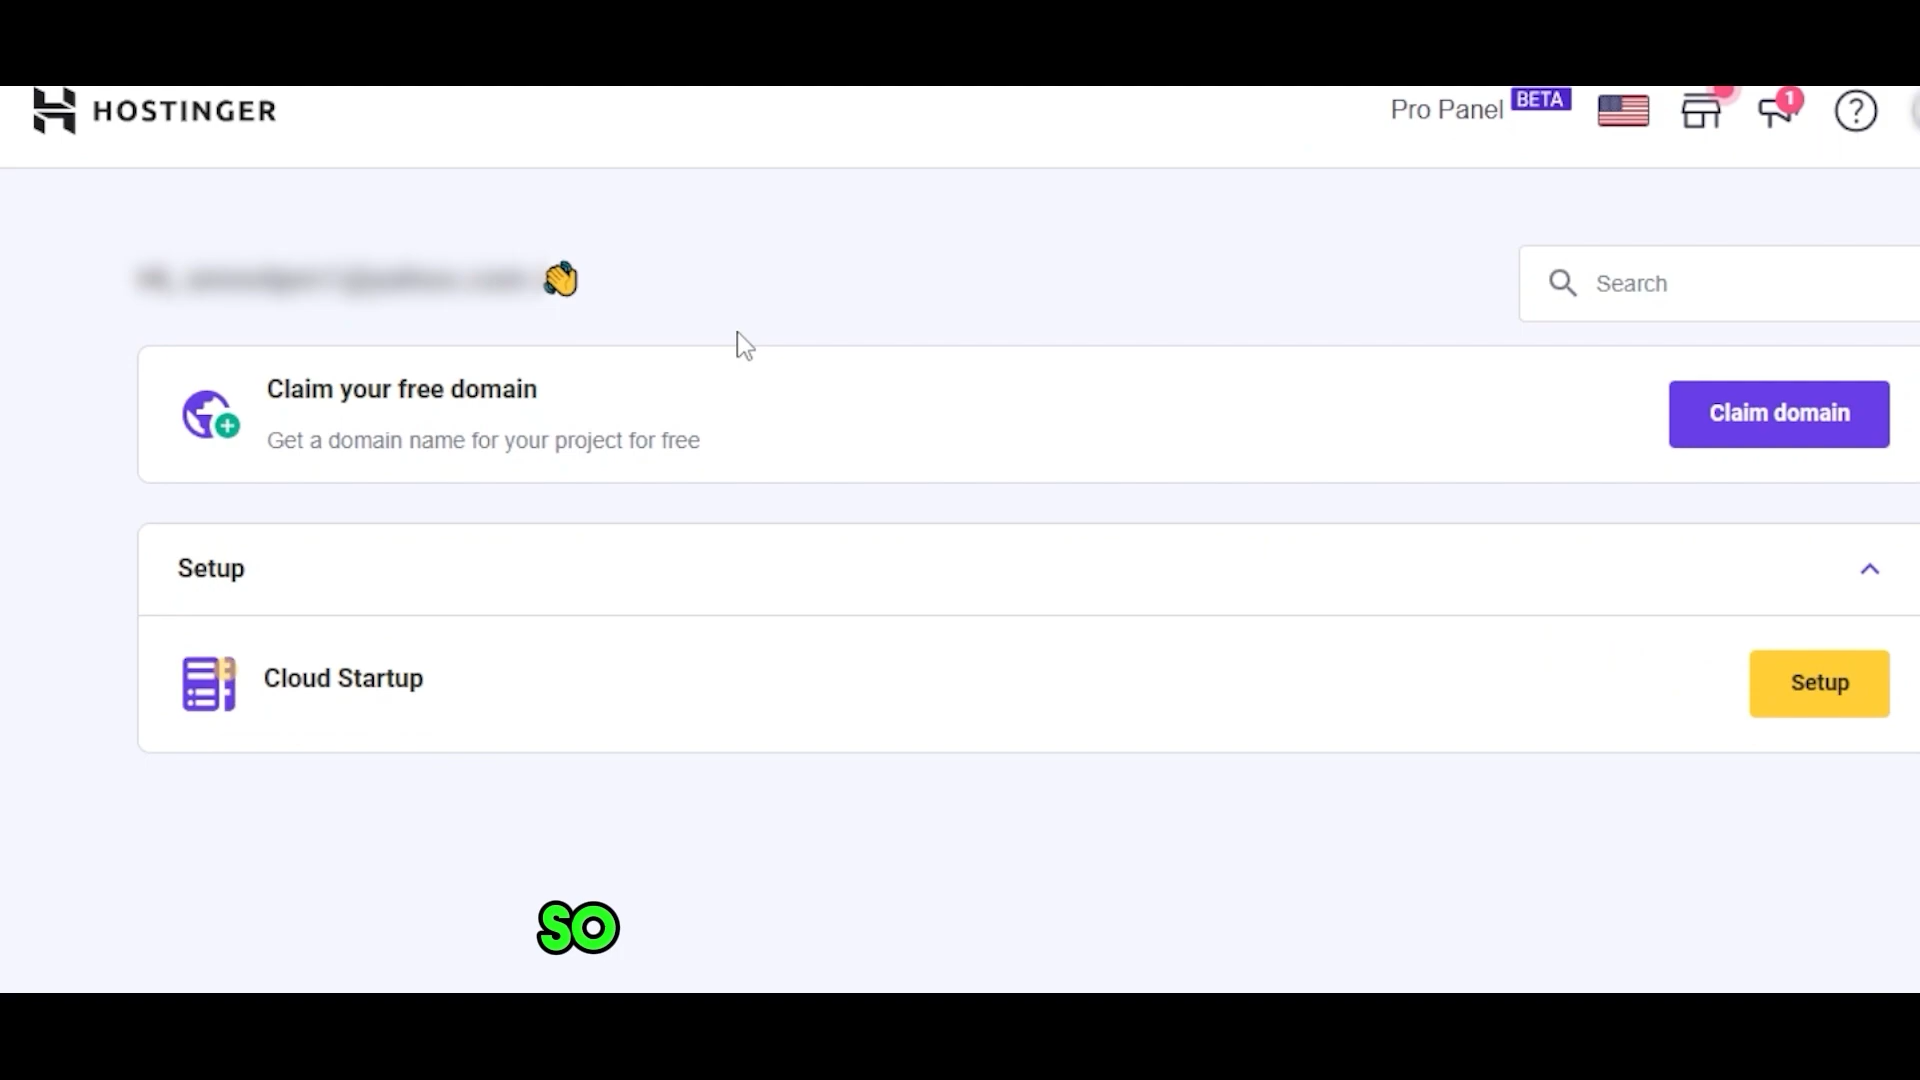 HOSTINGER
Pro Panel BETA
1
Search
Claim your free domain
Get a domain name for your project for free
Claim domain
Setup
Cloud Startup
Setup
SO